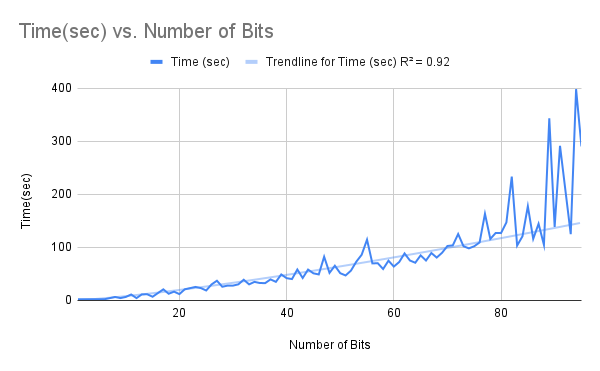 Time(sec) vs. Number of Bits
Time (sec) Trendline for Time (sec) R² = 0.92
400
300
200
100
0
Time(sec)
20 40 60 80
Number of Bits